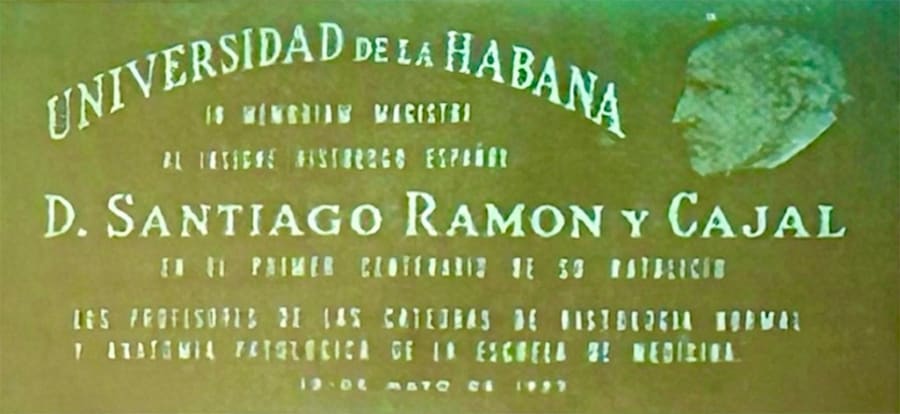 UNIVERSIDAD DE LA HABANA
IN MEMORIAM MAGISTRI
AL INSIGNE HISTOLOGO ESPAÑOL
D. SANTIAGO RAMON Y CAJAL
EN EL PRIMER CENTENARIO DE SU NATALICIO
LOS PROFESORES DE LAS CATEDRAS DE HISTOLOGIA NORMAL
Y ANATOMIA PATOLOGICA DE LA ESCUELA DE MEDICINA.
DE MAYO DE